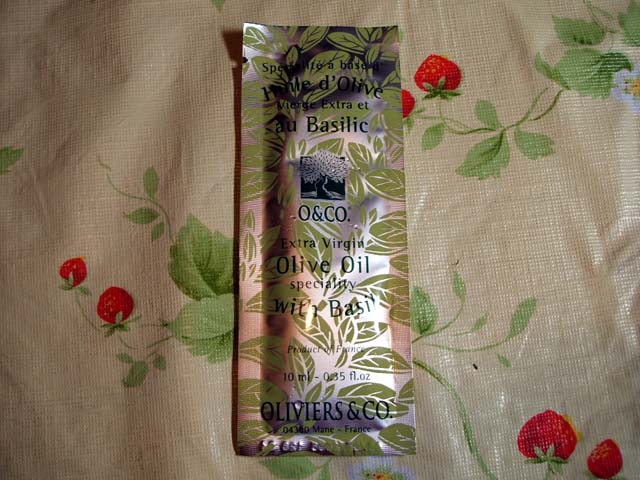 Spécialité à base d'
Huile d'Olive
Vierge Extra et
au Basilic
O&CO.
Extra Virgin
Olive Oil
speciality
with Basil
Product of France
10 ml - 0.35 fl.oz
OLIVIERS&CO.
04300 Mane - France